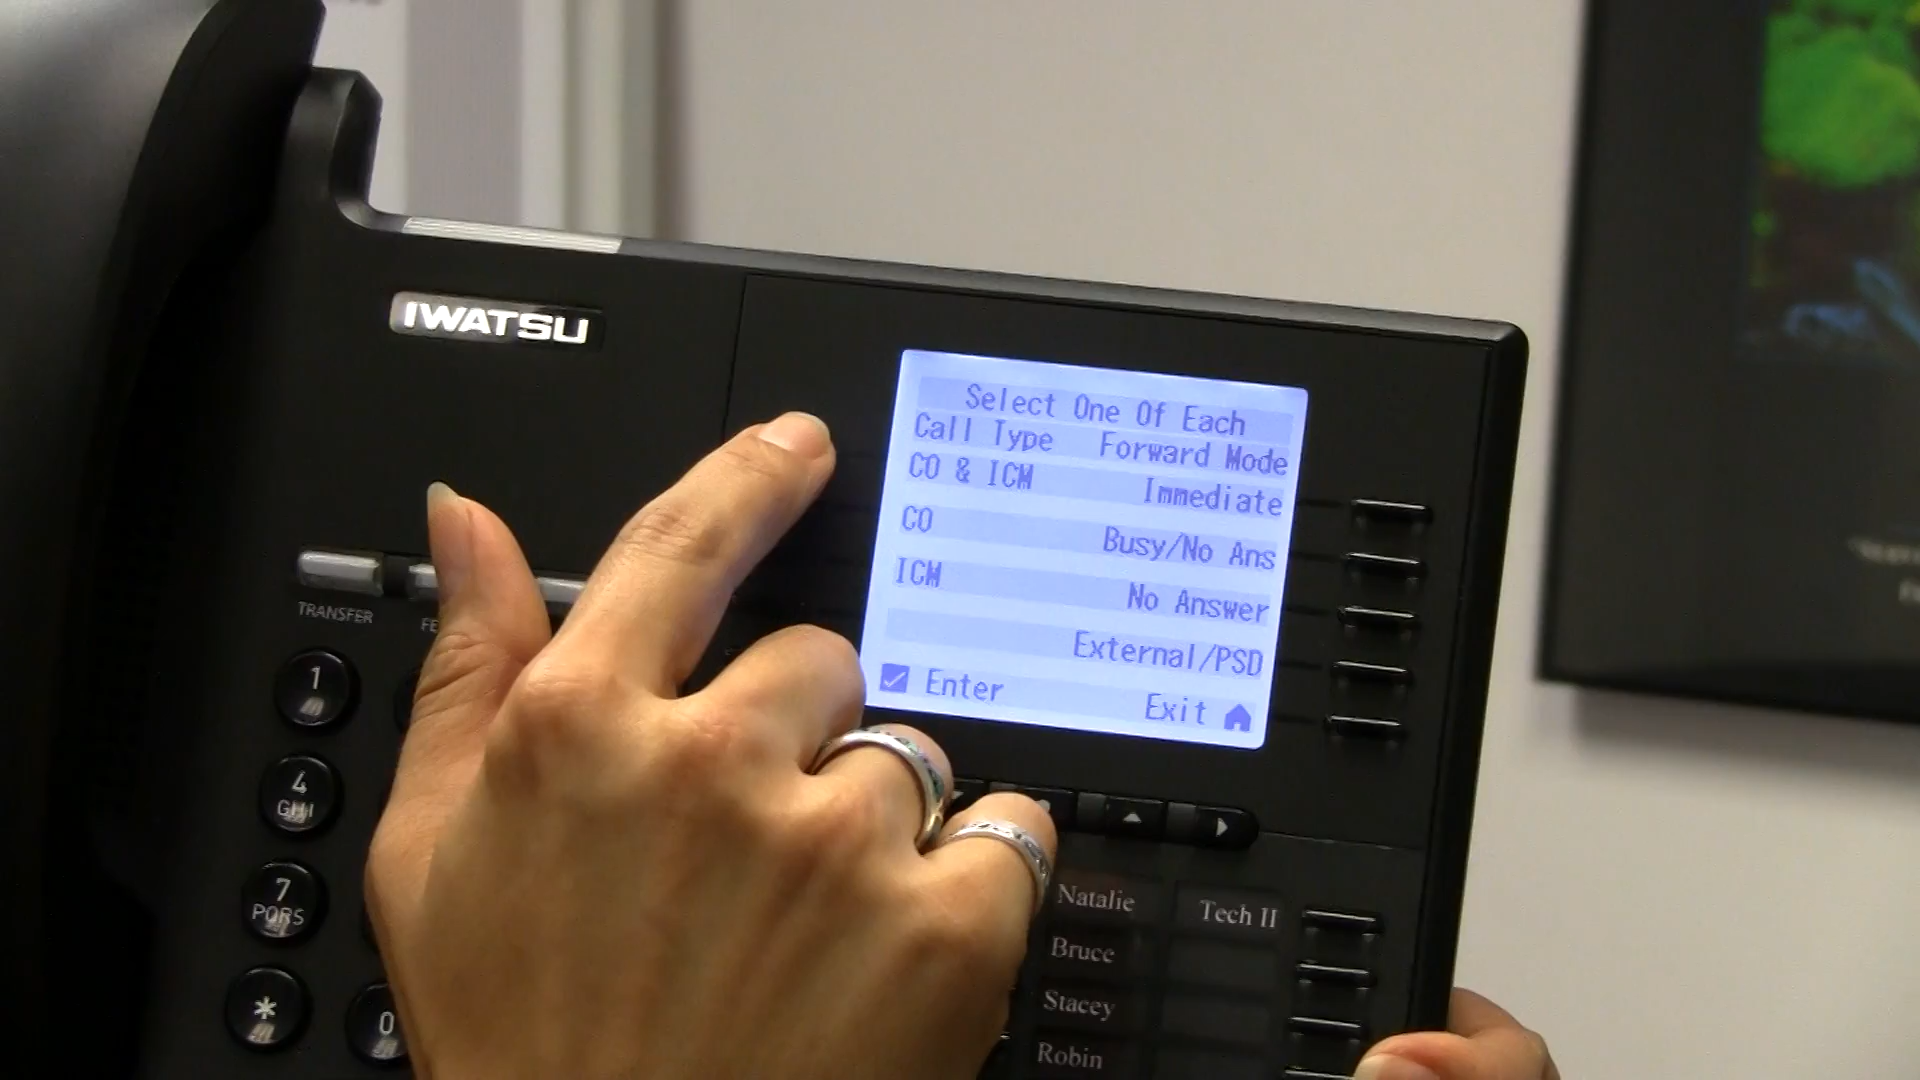 IWATSU
Select One Of Each
Call Type Forward Mode
CO & ICM Immediate
CO Busy/No Ans
ICM No Answer
External/PSD
Enter Exit
TRANSFER
1
4
GHI
7
PQRS
*
0
Natalie Tech II
Bruce
Stacey
Robin